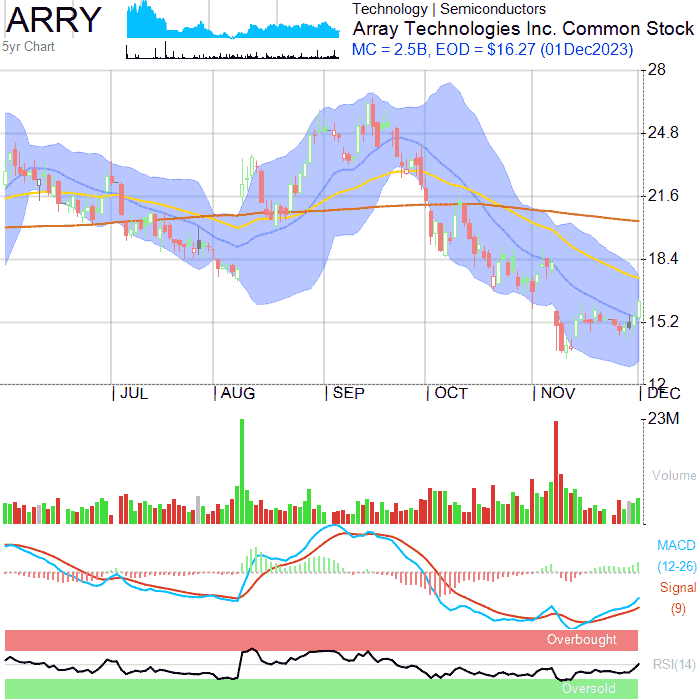 ARRY
5yr Chart
Technology | Semiconductors
Array Technologies Inc. Common Stock
MC = 2.5B, EOD = $16.27 (01Dec2023)
28
24.8
21.6
18.4
15.2
12
JUL
AUG
SEP
OCT
NOV
DEC
23M
Volume
MACD
(12-26)
Signal
(9)
Overbought
RSI(14)
Oversold